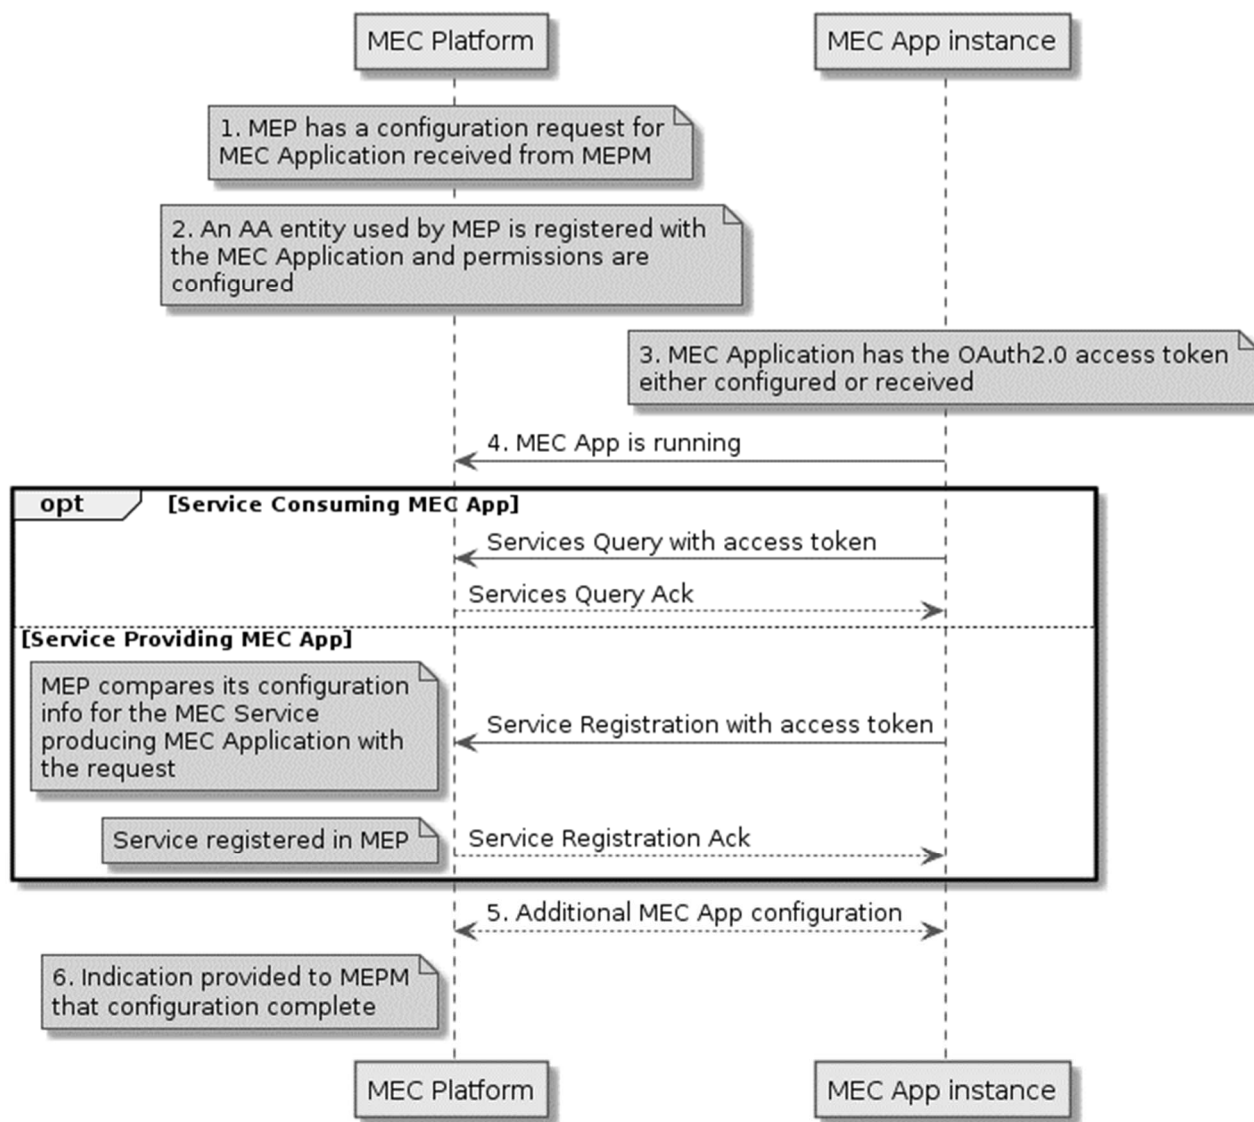 MEC Platform
MEC App instance
1. MEP has a configuration request for
MEC Application received from MEPM
2. An AA entity used by MEP is registered with
the MEC Application and permissions are
configured
3. MEC Application has the OAuth2.0 access token
either configured or received
4. MEC App is running
opt
[Service Consuming MEC App]
Services Query with access token
Services Query Ack
[Service Providing MEC App]
MEP compares its configuration
info for the MEC Service
producing MEC Application with
the request
Service Registration with access token
Service registered in MEP
Service Registration Ack
5. Additional MEC App configuration
6. Indication provided to MEPM
that configuration complete
MEC Platform
MEC App instance